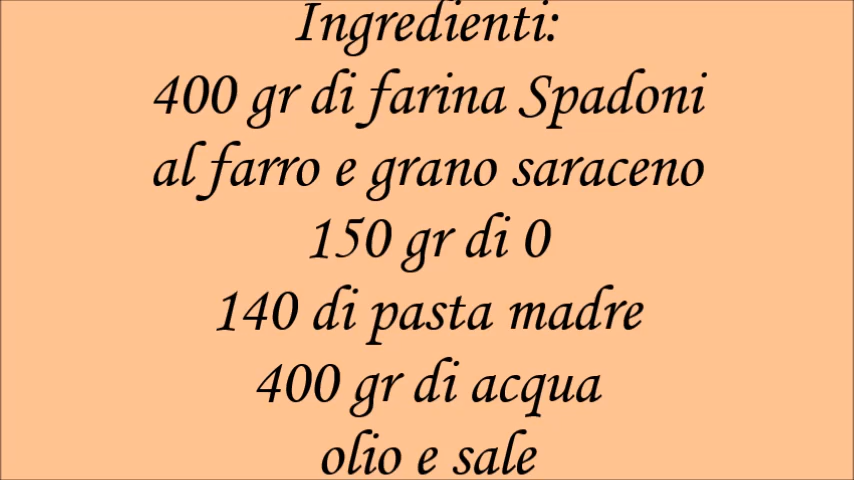 Ingredienti:
400 gr di farina Spadoni
al farro e grano saraceno
150 gr di 0
140 di pasta madre
400 gr di acqua
olio e sale